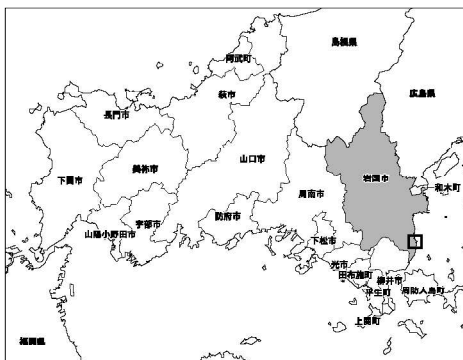 島根県
阿武町
萩市
広島県
長門市
美祢市
山口市
岩国市
下関市
和木町
周南市
宇部市
防府市
山陽小野田市
下松市
光市
田布施町
柳井市
平生町
周防大島町
上関町
福岡県